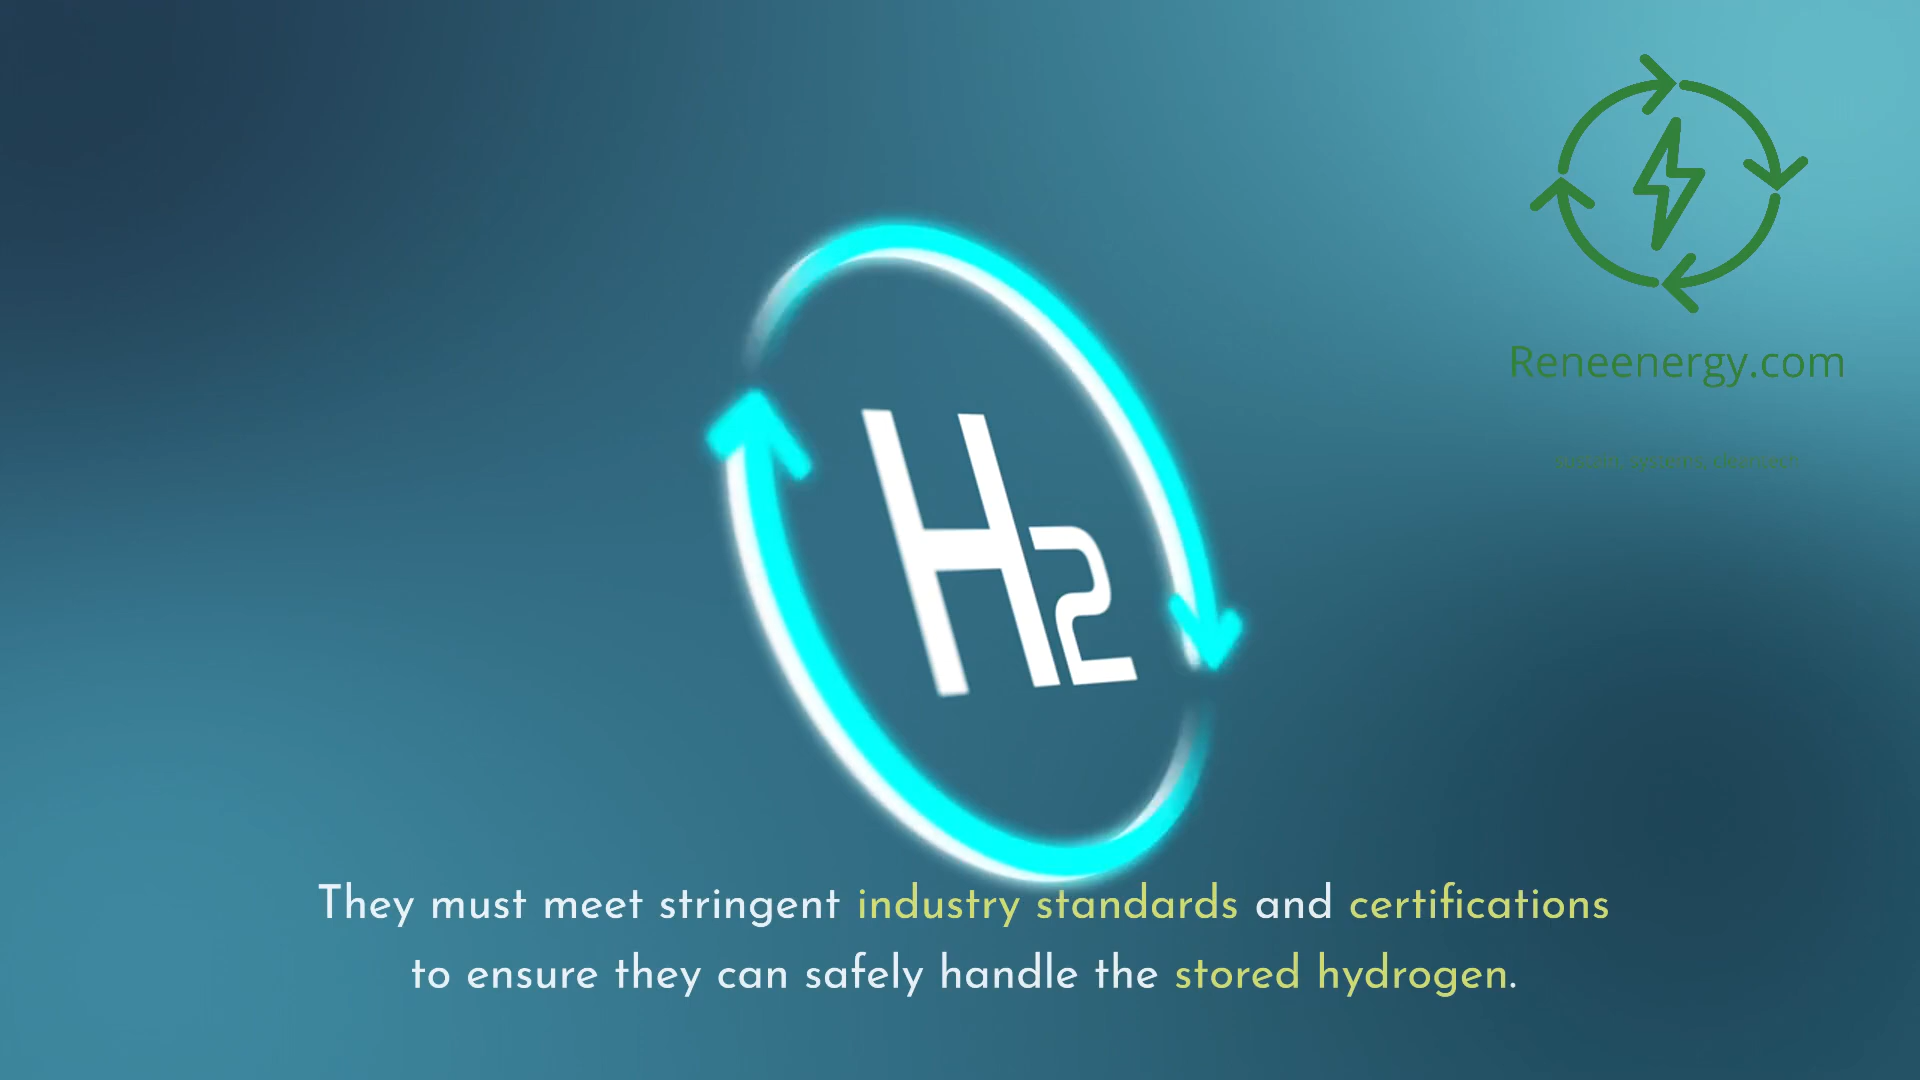 Reneenergy.com
H2
They must meet stringent industry standards and certifications
to ensure they can safely handle the stored hydrogen.